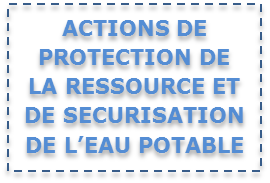 ACTIONS DE
PROTECTION DE
LA RESSOURCE ET
DE SECURISATION
DE L’EAU POTABLE